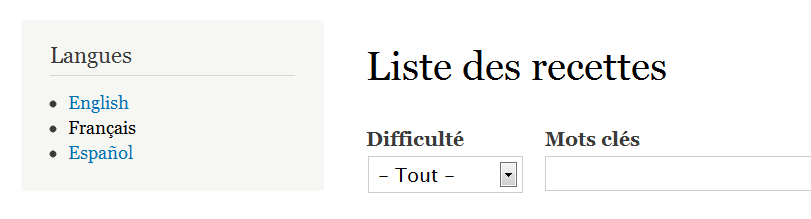 Langues
English
Français
Español
Liste des recettes
Difficulté
- Tout -
Mots clés